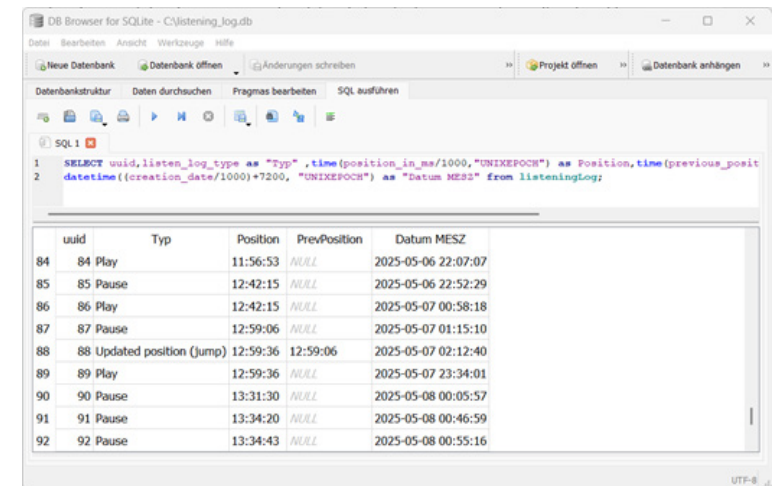 DB Browser for SQLite - C:\listening_log.db
Datei Bearbeiten Ansicht Werkzeuge Hilfe
Neue Datenbank Datenbank öffnen Änderungen schreiben » Projekt öffnen » Datenbank anhängen »
Datenbankstruktur Daten durchsuchen Pragmas bearbeiten SQL ausführen
SQL 1
1 SELECT uuid,listen_log_type as "Typ" ,time(position_in_ms/1000,"UNIXEPOCH") as Position,time(previous_posit
2 datetime((creation_date/1000)+7200, "UNIXEPOCH") as "Datum MESZ" from listeningLog;
uuid Typ Position PrevPosition Datum MESZ
84 84 Play 11:56:53 NULL 2025-05-06 22:07:07
85 85 Pause 12:42:15 NULL 2025-05-06 22:52:29
86 86 Play 12:42:15 NULL 2025-05-07 00:58:18
87 87 Pause 12:59:06 NULL 2025-05-07 01:15:10
88 88 Updated position (jump) 12:59:36 12:59:06 2025-05-07 02:12:40
89 89 Play 12:59:36 NULL 2025-05-07 23:34:01
90 90 Pause 13:31:30 NULL 2025-05-08 00:05:57
91 91 Pause 13:34:20 NULL 2025-05-08 00:46:59
92 92 Pause 13:34:43 NULL 2025-05-08 00:55:16
UTF-8